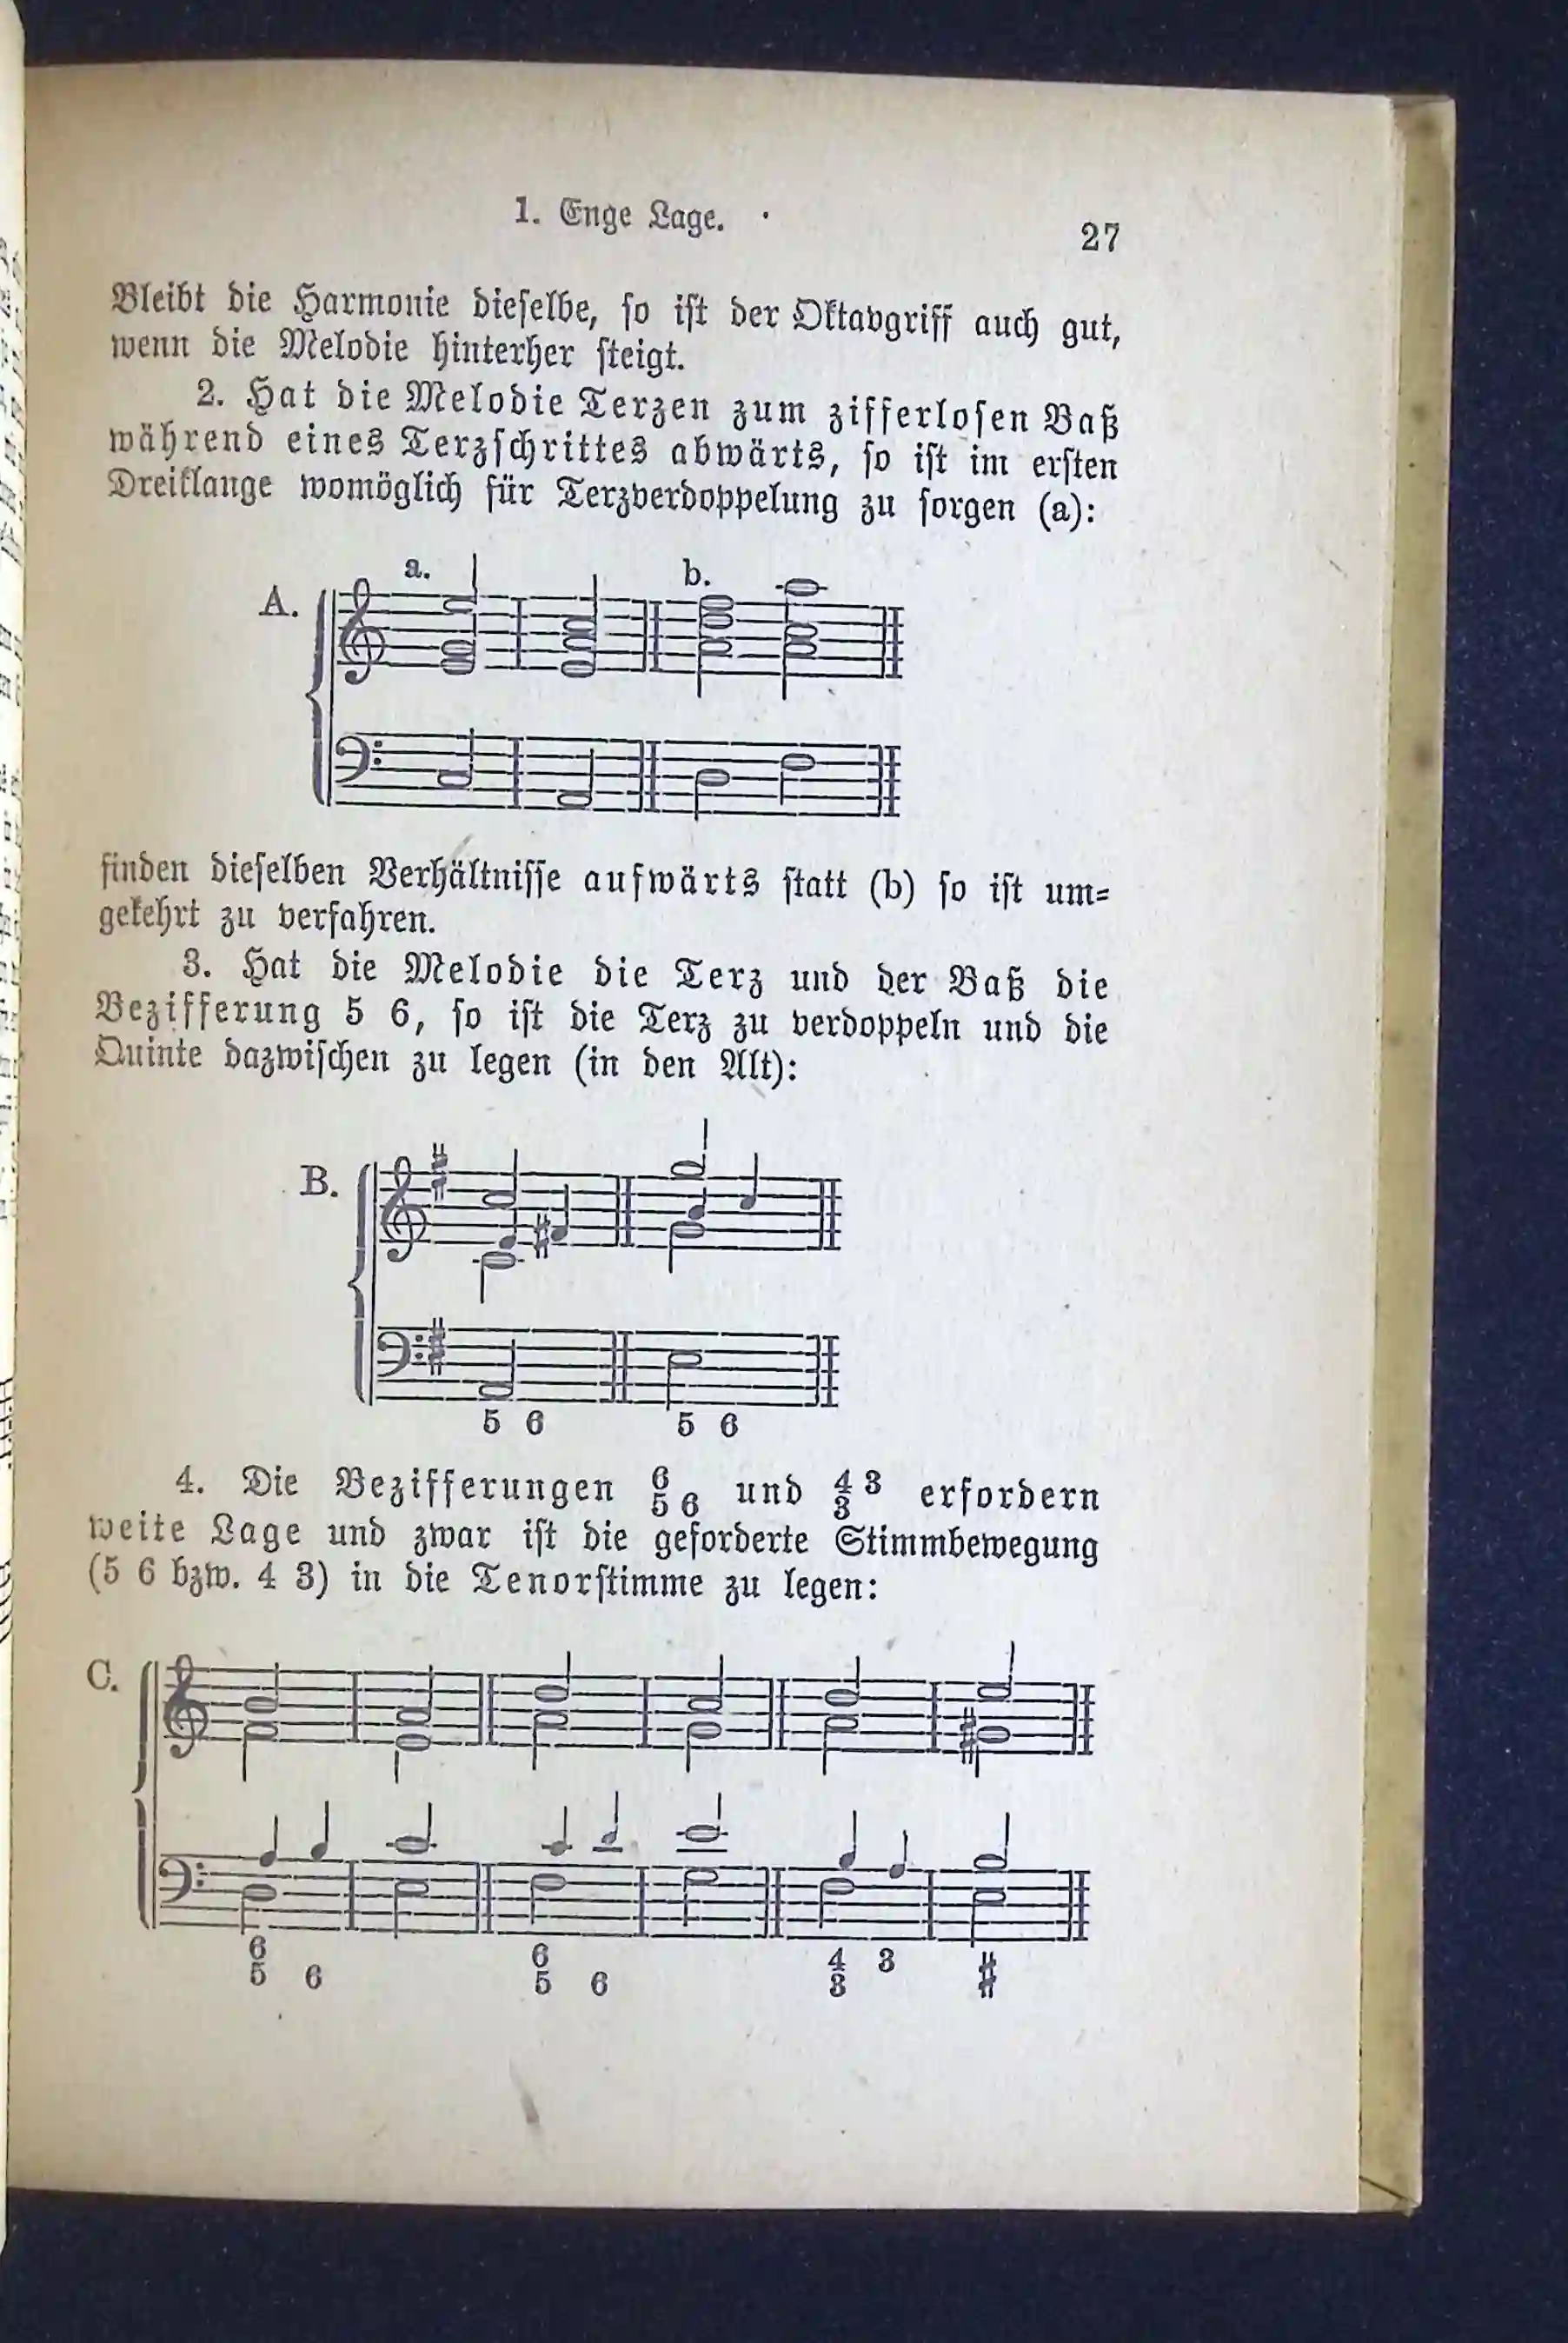 1. Enge Lage.
27
Bleibt die Harmonie dieselbe, so ist der Oktavgriff auch gut,
wenn die Melodie hinterher steigt.
2. Hat die Melodie Terzen zum zifferlosen Baß
während eines Terzschrittes abwärts, so ist im ersten
Dreiklange womöglich für Terzverdoppelung zu sorgen (a):
a. b.
A.
finden dieselben Verhältnisse aufwärts statt (b) so ist um=
gekehrt zu verfahren.
3. Hat die Melodie die Terz und der Baß die
Bezifferung 5 6, so ist die Terz zu verdoppeln und die
Quinte dazwischen zu legen (in den Alt):
B.
5 6 5 6
4. Die Bezifferungen 6 5 6 und 4 3 3 erfordern
weite Lage und zwar ist die geforderte Stimmbewegung
(5 6 bzw. 4 3) in die Tenorstimme zu legen:
C.
6 6 4 3 #
5 6 5 6 3